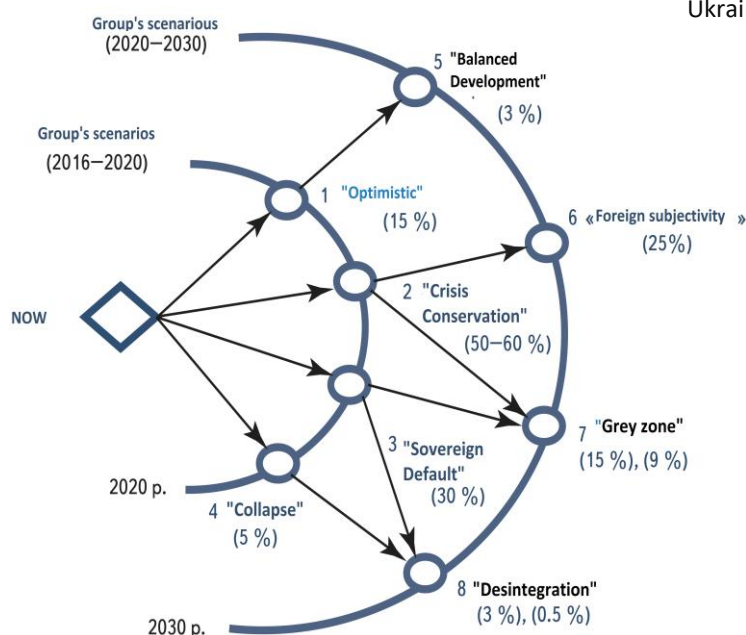 Ukrai
Group's scenarious
(2020–2030)
5 "Balanced
Development"
(3 %)
Group's scenarios
(2016–2020)
1 "Optimistic"
(15 %)
6 «Foreign subjectivity »
(25%)
NOW
2 "Crisis
Conservation"
(50–60 %)
7 "Grey zone"
(15 %), (9 %)
3 "Sovereign
Default"
(30 %)
2020 p.
4 "Collapse"
(5 %)
8 "Desintegration"
(3 %), (0.5 %)
2030 p.